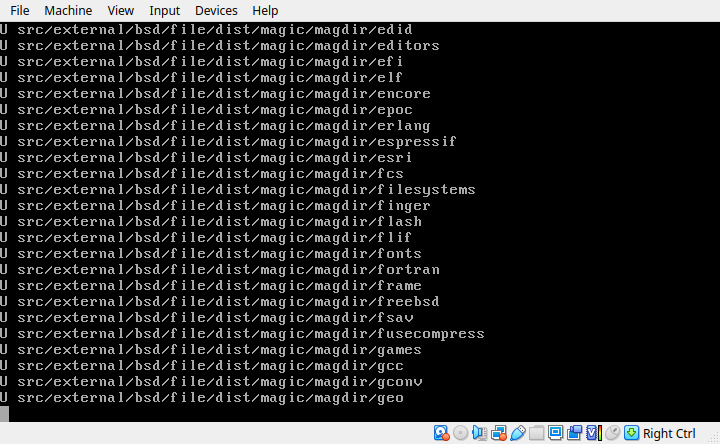 File Machine View Input Devices Help
U src/external/bsd/file/dist/magic/magdir/edid
U src/external/bsd/file/dist/magic/magdir/editors
U src/external/bsd/file/dist/magic/magdir/efi
U src/external/bsd/file/dist/magic/magdir/elf
U src/external/bsd/file/dist/magic/magdir/encore
U src/external/bsd/file/dist/magic/magdir/epoc
U src/external/bsd/file/dist/magic/magdir/erlang
U src/external/bsd/file/dist/magic/magdir/espressif
U src/external/bsd/file/dist/magic/magdir/esri
U src/external/bsd/file/dist/magic/magdir/fcs
U src/external/bsd/file/dist/magic/magdir/filesystems
U src/external/bsd/file/dist/magic/magdir/finger
U src/external/bsd/file/dist/magic/magdir/flash
U src/external/bsd/file/dist/magic/magdir/flif
U src/external/bsd/file/dist/magic/magdir/fonts
U src/external/bsd/file/dist/magic/magdir/fortran
U src/external/bsd/file/dist/magic/magdir/frame
U src/external/bsd/file/dist/magic/magdir/freebsd
U src/external/bsd/file/dist/magic/magdir/fsav
U src/external/bsd/file/dist/magic/magdir/fusecompress
U src/external/bsd/file/dist/magic/magdir/games
U src/external/bsd/file/dist/magic/magdir/gcc
U src/external/bsd/file/dist/magic/magdir/gconv
U src/external/bsd/file/dist/magic/magdir/geo
Right Ctrl